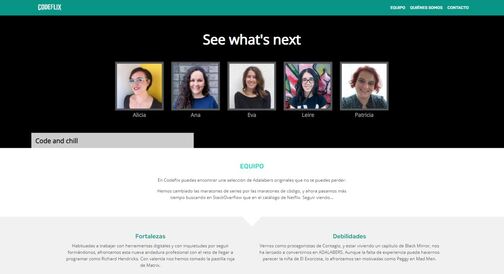 CODEFLIX
EQUIPO QUIÉNES SOMOS CONTACTO
See what's next
Alicia Ana Eva Leire Patricia
Code and chill
EQUIPO
En Codeflix puedes encontrar una selección de Adalabers originales que no te puedes perder.
Hemos cambiado las maratones de series por las maratones de código, y ahora pasamos más
tiempo buscando en StackOverflow que en el catálogo de Netflix. Seguir viendo...
Fortalezas
Habituadas a trabajar con herramientas digitales y con inquietudes por seguir
formándonos, afrontamos esta nueva andadura profesional con el reto de llegar a
programar como Richard Hendricks. Con valentía nos hemos tomado la pastilla roja
de Matrix.
Debilidades
Vernos como protagonistas de Contagio, y estar viviendo un capítulo de Black Mirror, nos
ha lanzado a convertirnos en ADALABERS. Aunque la falta de experiencia pueda hacernos
parecer la niña de El Exorcista, lo afrontamos tan motivadas como Peggy en Mad Men.